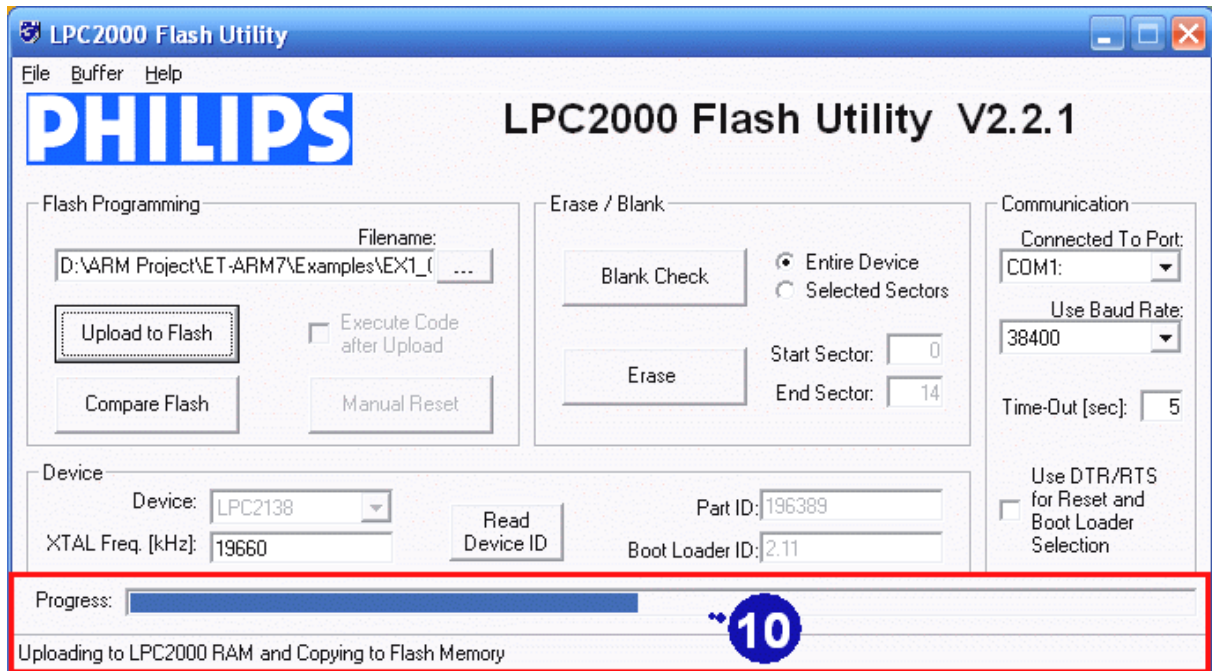 LPC2000 Flash Utility
File Buffer Help
PHILIPS
LPC2000 Flash Utility V2.2.1
Flash Programming
Filename:
D:\ARM Project\ET-ARM7\Examples\EX1_(
...
Upload to Flash
Execute Code
after Upload
Compare Flash
Manual Reset
Erase / Blank
Blank Check
Entire Device
Selected Sectors
Erase
Start Sector: 0
End Sector: 14
Communication
Connected To Port:
COM1:
Use Baud Rate:
38400
Time-Out [sec]: 5
Use DTR/RTS
for Reset and
Boot Loader
Selection
Device
Device: LPC2138
XTAL Freq. [kHz]: 19660
Read
Device ID
Part ID: 196389
Boot Loader ID: 2.11
Progress:
10
Uploading to LPC2000 RAM and Copying to Flash Memory